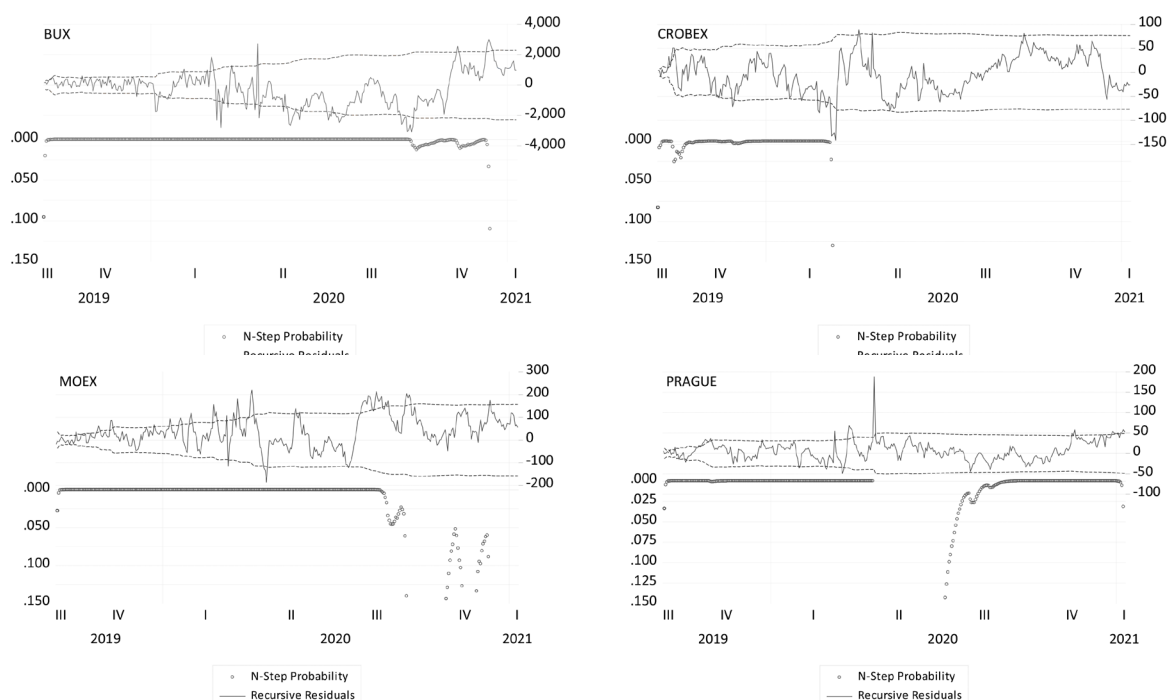 BUX
4,000
2,000
0
-2,000
-4,000
.000
.050
.100
.150
III IV I II III IV I
2019 2020 2021
N-Step Probability
Recursive Residuals
CROBEX
100
50
0
-50
-100
-150
.000
.050
.100
.150
III IV I II III IV I
2019 2020 2021
N-Step Probability
Recursive Residuals
MOEX
300
200
100
0
-100
-200
.000
.050
.100
.150
III IV I II III IV I
2019 2020 2021
N-Step Probability
Recursive Residuals
PRAGUE
200
150
100
50
0
-50
-100
.000
.025
.050
.075
.100
.125
.150
III IV I II III IV I
2019 2020 2021
N-Step Probability
Recursive Residuals